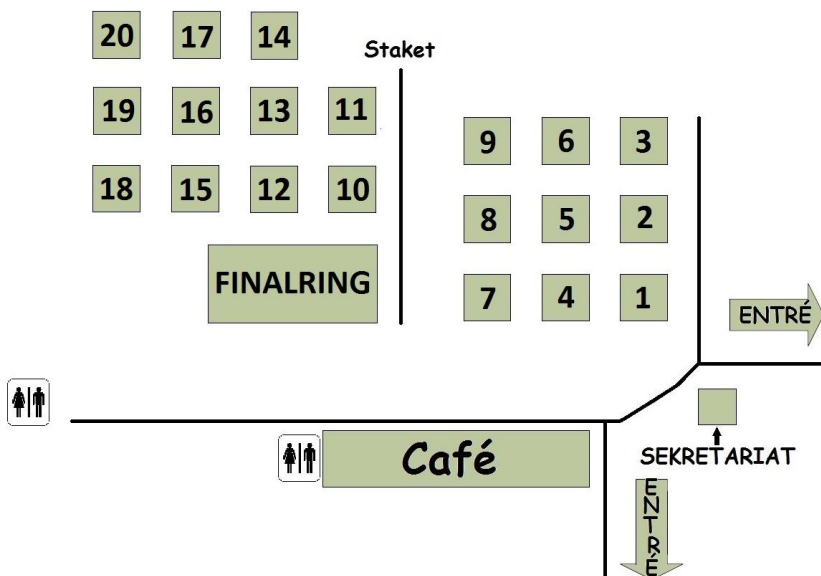 20 17 14
Staket
19 16 13 11
9 6 3
18 15 12 10
8 5 2
FINALRING
7 4 1
ENTRÉ
Café
SEKRETARIAT
ENTRÉ